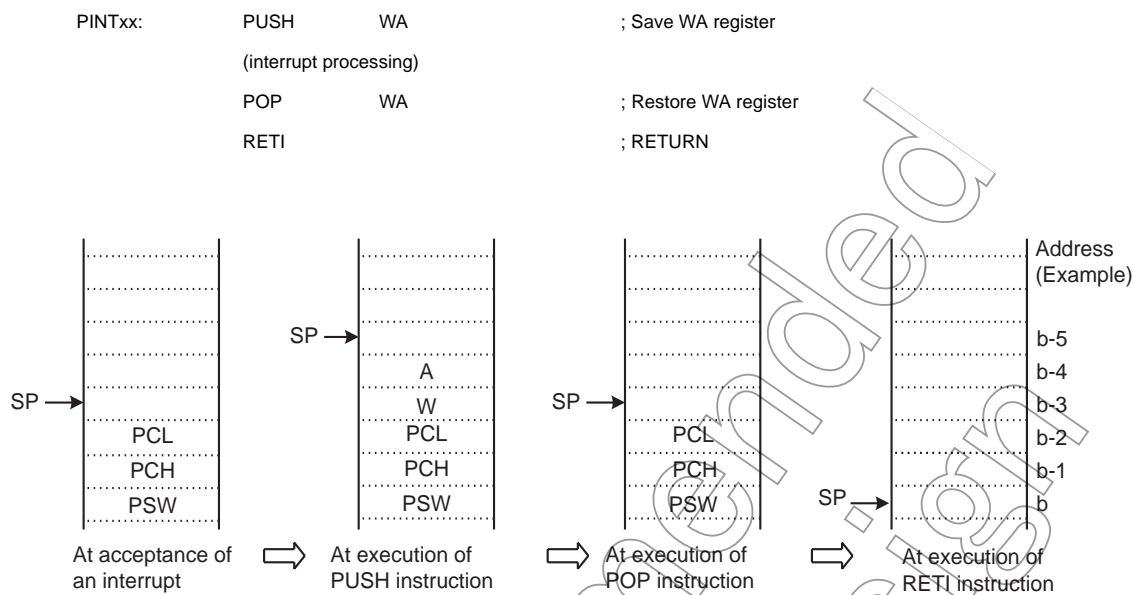 PINTxx: PUSH WA ; Save WA register
(interrupt processing)
POP WA ; Restore WA register
RETI ; RETURN
Address
(Example)
SP b-5
A b-4
SP W SP b-3
PCL PCL PCL b-2
PCH PCH PCH b-1
PSW PSW PSW SP b
At acceptance of At execution of At execution of At execution of
an interrupt PUSH instruction POP instruction RETI instruction
mended
sign